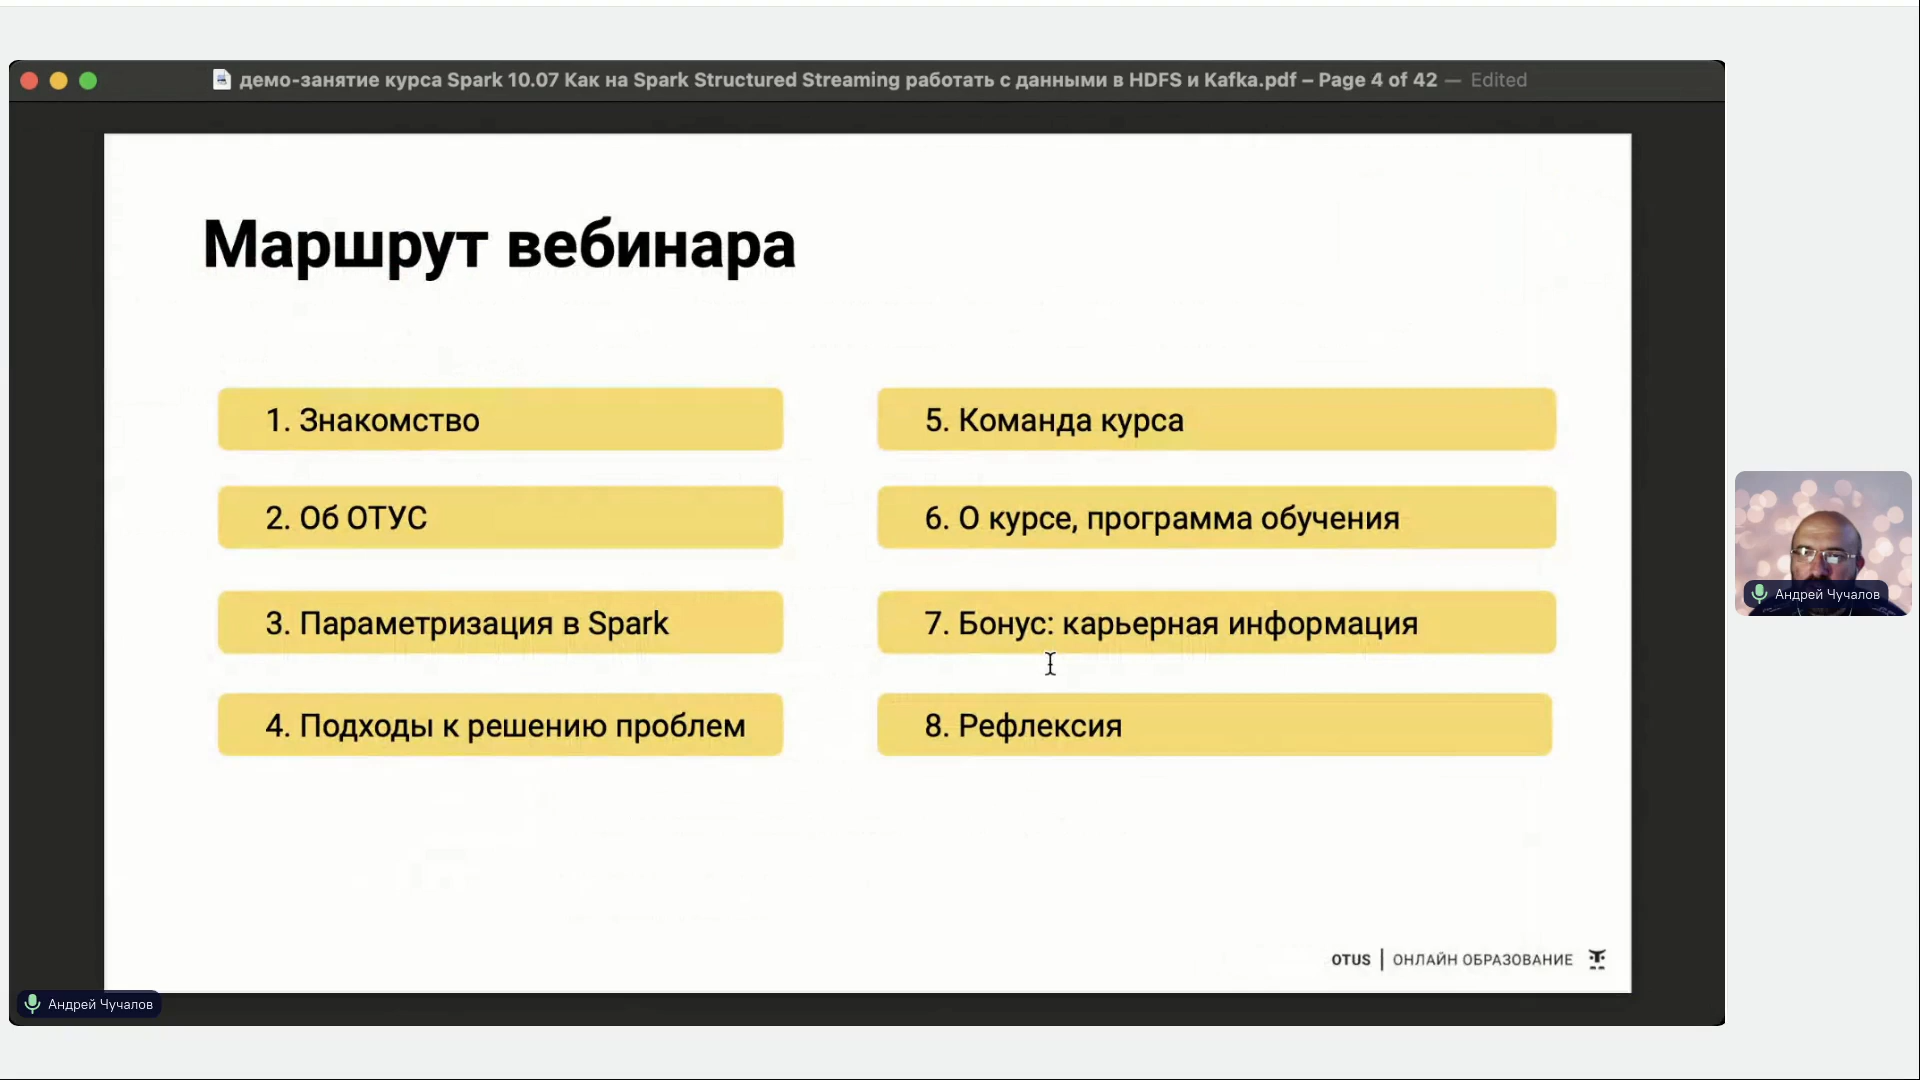 демо-занятие курса Spark 10.07 Как на Spark Structured Streaming работать с данными в HDFS и Kafka.pdf – Page 4 of 42 — Edited
Маршрут вебинара
1. Знакомство
2. Об ОТУС
3. Параметризация в Spark
4. Подходы к решению проблем
5. Команда курса
6. О курсе, программа обучения
7. Бонус: карьерная информация
8. Рефлексия
OTUS | ОНЛАЙН ОБРАЗОВАНИЕ
Андрей Чучалов
Андрей Чучалов